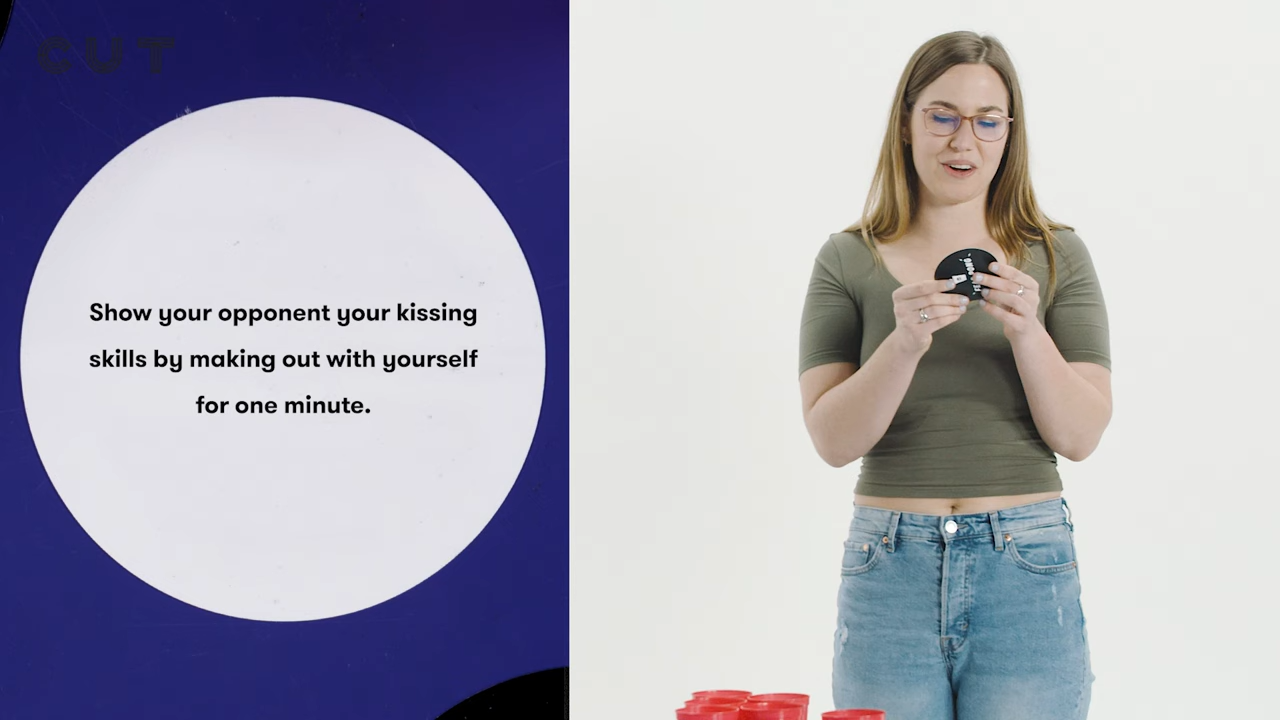 CUT
Show your opponent your kissing
skills by making out with yourself
for one minute.